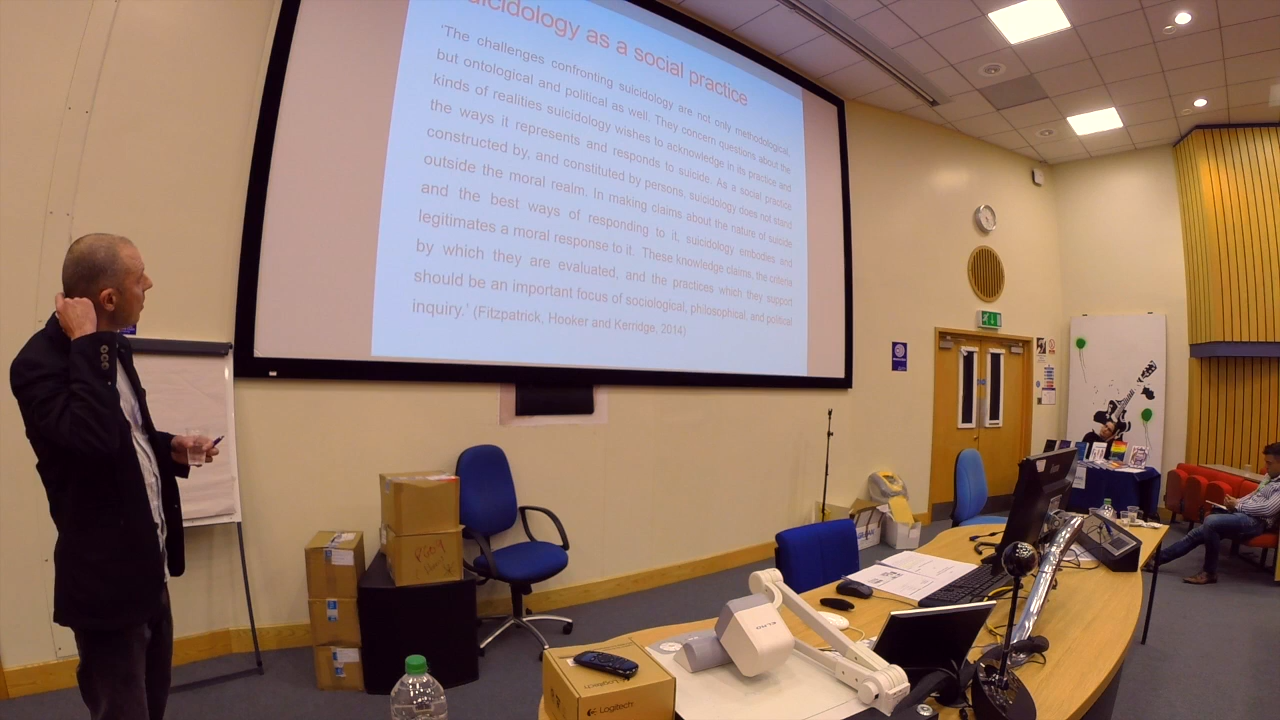 suicidology as a social practice
'The challenges confronting suicidology are not only methodological,
but ontological and political as well. They concern questions about the
kinds of realities suicidology wishes to acknowledge in its practice and
the ways it represents and responds to suicide. As a social practice
constructed by, and constituted by persons, suicidology does not stand
outside the moral realm. In making claims about the nature of suicide
and the best ways of responding to it, suicidology embodies and
legitimates a moral response to it. These knowledge claims, the criteria
by which they are evaluated, and the practices which they support
should be an important focus of sociological, philosophical, and political
inquiry.' (Fitzpatrick, Hooker and Kerridge, 2014)
ELMO
Logitech